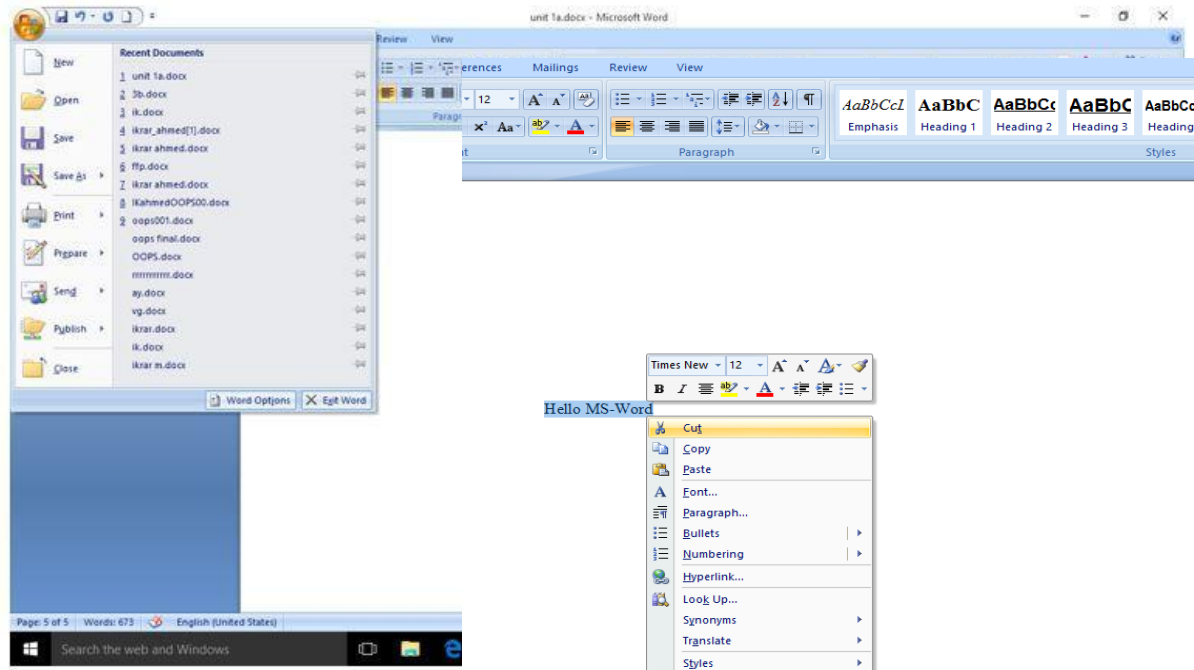 unit 1a.docx - Microsoft Word
Review View
Recent Documents
New
Open
Save
Save As
Print
Prepare
Send
Publish
Close
1 unit 1a.docx
2 3b.docx
3 ik.docx
4 ikrar_ahmed[1].docx
5 ikrar ahmed.docx
6 ffp.docx
7 ikrar ahmed.docx
8 IKahmedOOPS00.docx
9 oops001.docx
oops final.docx
OOPS.docx
ay.docx
vg.docx
ikrar.docx
ik.docx
ikrar m.docx
Word Options Exit Word
Paragr
erences Mailings Review View
12 A A Aa
x² Aa ab A
AaBbCcL AaBbC AaBbCc AaBbC AaBbCc
Emphasis Heading 1 Heading 2 Heading 3 Heading
t Paragraph Styles
Times New 12 A A A
B I ab A
Hello MS-Word
Cut
Copy
Paste
Font...
Paragraph...
Bullets
Numbering
Hyperlink...
Look Up...
Synonyms
Translate
Styles
Page: 5 of 5 Words: 673 English (United States)
Search the web and Windows